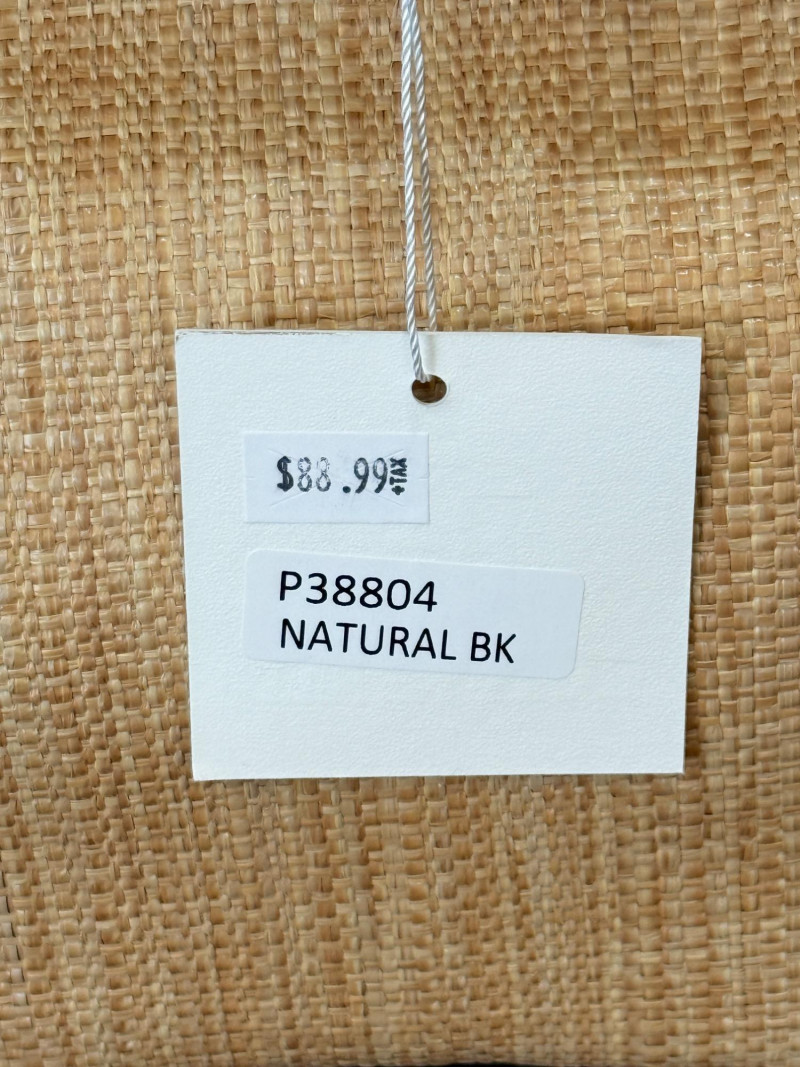 $88.99 +TAX
P38804
NATURAL BK